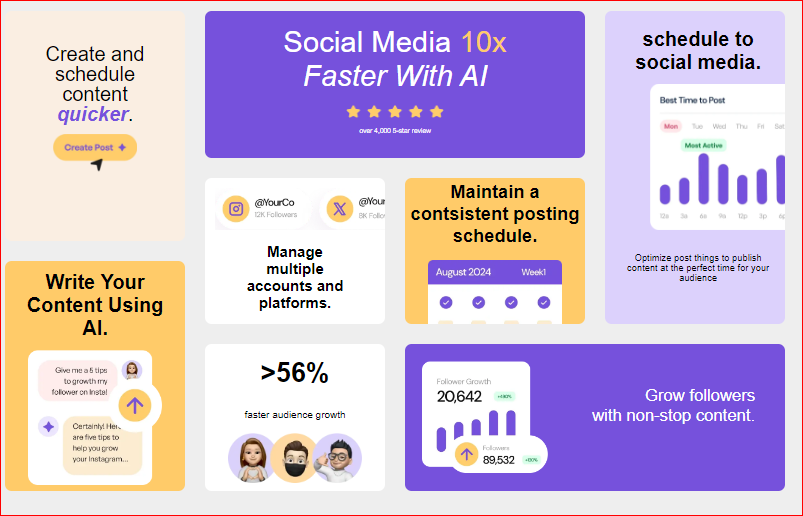 Create and
schedule
content
quicker.
Create Post
Social Media 10x
Faster With AI
over 4,000 5-star review
schedule to
social media.
Best Time to Post
Mon Tue Wed Thu Fri Sat
Most Active
12a 3a 6a 9a 12p 3p 6p
Optimize post things to publish
content at the perfect time for your
audience
@YourCo
12K Followers
@Your
8K Follo
Manage
multiple
accounts and
platforms.
Maintain a
contsistent posting
schedule.
August 2024 Week1
Write Your
Content Using
AI.
Give me a 5 tips
to growth my
follower on Insta!
Certainly! Here
are five tips to
help you grow
your Instagram...
>56%
faster audience growth
Follower Growth
20,642
Followers
89,532
Grow followers
with non-stop content.